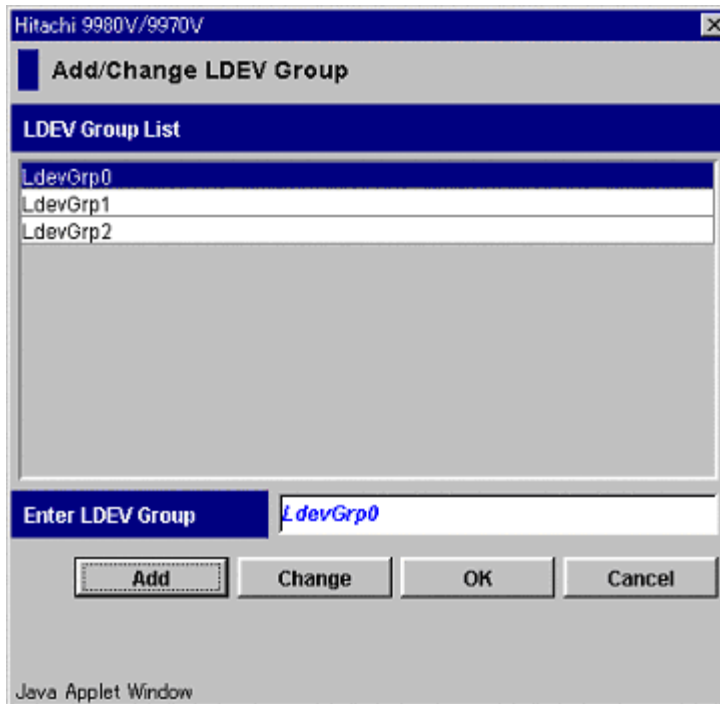 Hitachi 9980V/9970V
Add/Change LDEV Group
LDEV Group List
LdevGrp0
LdevGrp1
LdevGrp2
Enter LDEV Group LdevGrp0
Add Change OK Cancel
Java Applet Window